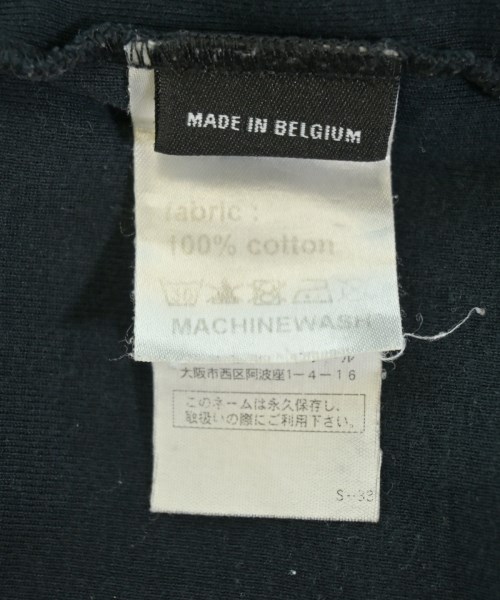 MADE IN BELGIUM
fabric :
100% cotton
MACHINEWASH
ル
大阪市西区阿波座1-4-16
このネームは永久保存し、
取扱いの際にご利用下さい。